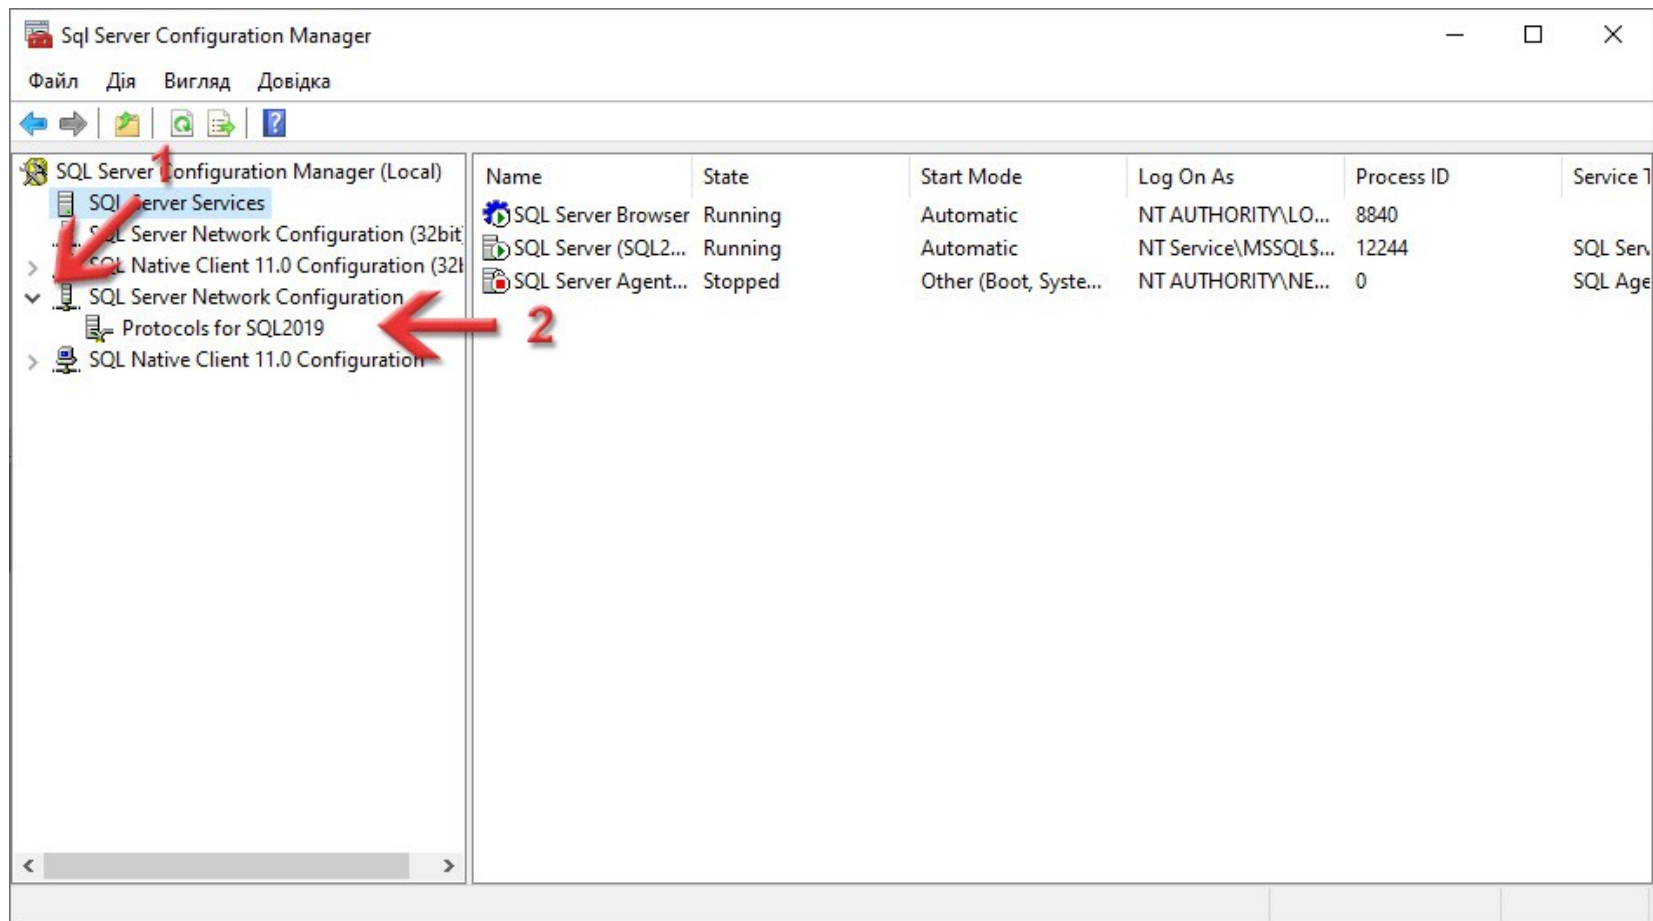 Sql Server Configuration Manager
Файл Дія Вигляд Довідка
SQL Server Configuration Manager (Local)
SQL Server Services
SQL Server Network Configuration (32bit
SQL Native Client 11.0 Configuration (32b
SQL Server Network Configuration
Protocols for SQL2019
SQL Native Client 11.0 Configuration
1
2
Name State Start Mode Log On As Process ID Service T
SQL Server Browser Running Automatic NT AUTHORITY\LO... 8840
SQL Server (SQL2... Running Automatic NT Service\MSSQL$... 12244 SQL Serv
SQL Server Agent... Stopped Other (Boot, Syste... NT AUTHORITY\NE... 0 SQL Age